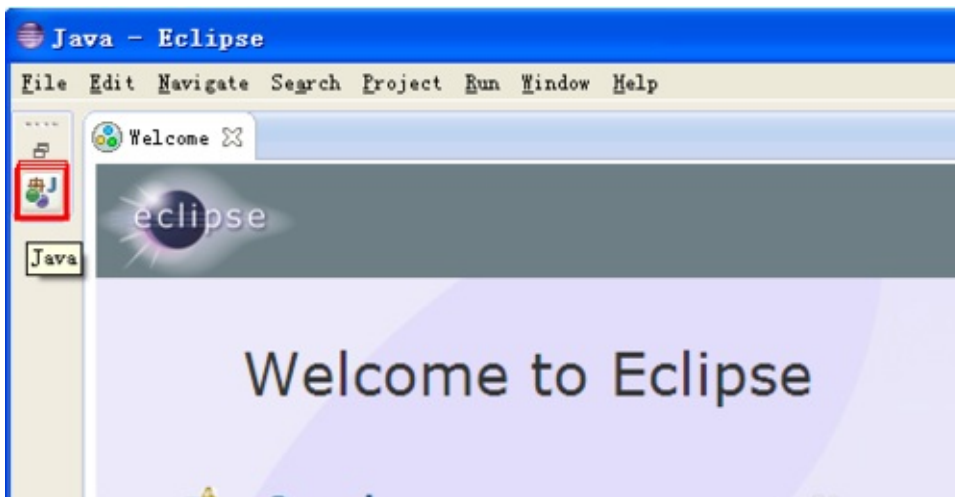 Java - Eclipse
File Edit Navigate Search Project Run Window Help
Welcome
J
eclipse
Java
Welcome to Eclipse